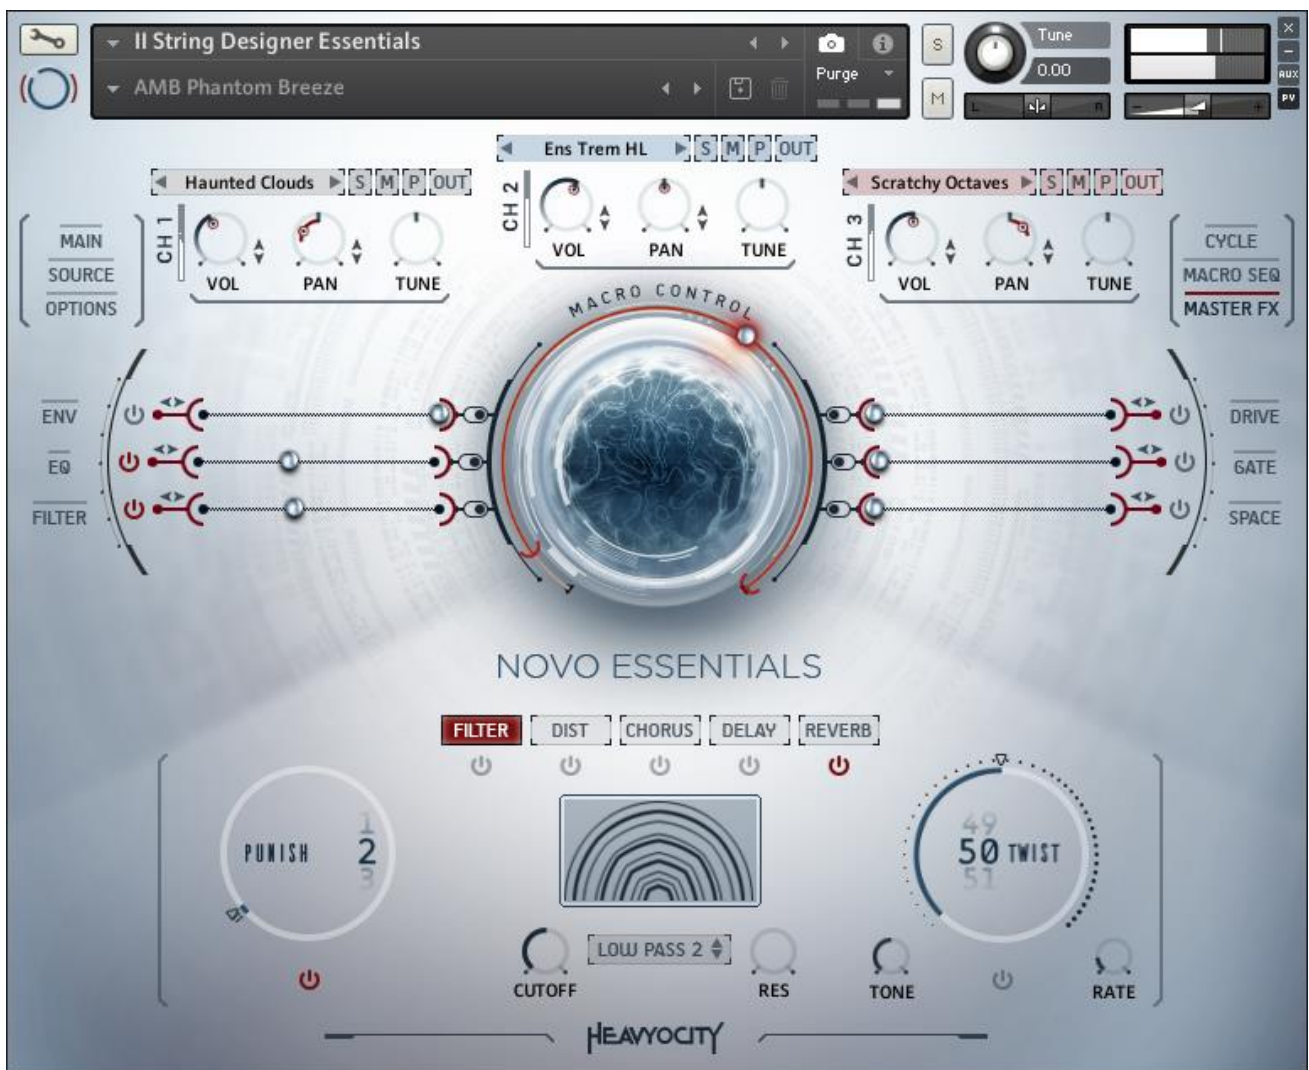 II String Designer Essentials
AMB Phantom Breeze
Purge
S
M
Tune
0.00
L R
- +
X
-
AUX
PV
Ens Trem HL S M P OUT
CH 2
VOL PAN TUNE
Haunted Clouds S M P OUT
CH 1
VOL PAN TUNE
Scratchy Octaves S M P OUT
CH 3
VOL PAN TUNE
MAIN
SOURCE
OPTIONS
CYCLE
MACRO SEQ
MASTER FX
MACRO CONTROL
ENV
EQ
FILTER
DRIVE
GATE
SPACE
NOVO ESSENTIALS
FILTER DIST CHORUS DELAY REVERB
1
PUNISH 2
3
49
50 TWIST
51
LOW PASS 2
CUTOFF RES TONE RATE
HEAVYOCITY